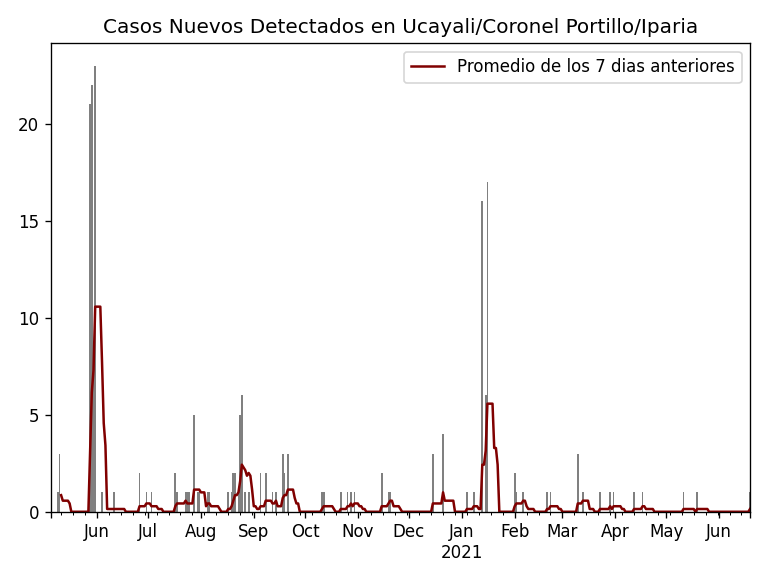 Casos Nuevos Detectados en Ucayali/Coronel Portillo/Iparia
Promedio de los 7 dias anteriores
20
15
10
5
0
Jun Jul Aug Sep Oct Nov Dec Jan Feb Mar Apr May Jun
2021